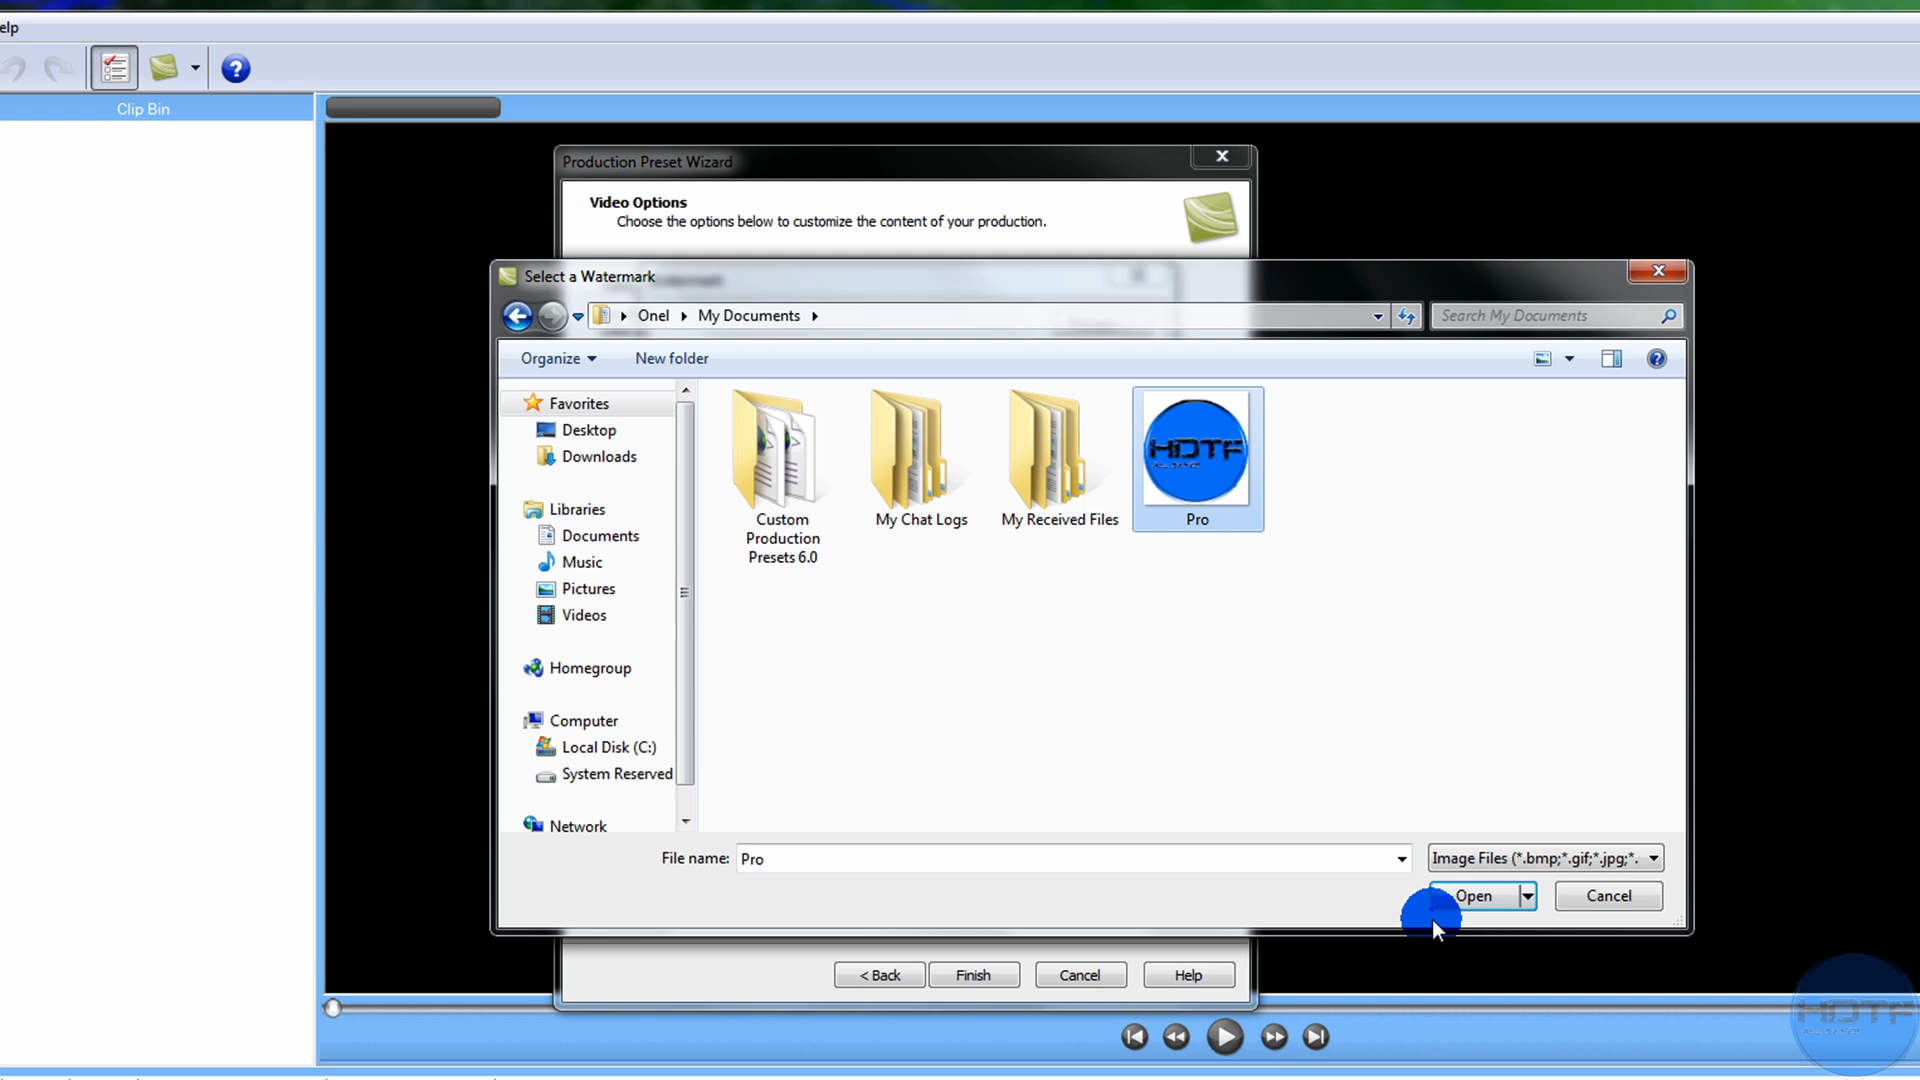 elp
Clip Bin
Production Preset Wizard
Video Options
Choose the options below to customize the content of your production.
Select a Watermark
Onel
My Documents
Search My Documents
Organize
New folder
Favorites
Desktop
Downloads
Libraries
Documents
Music
Pictures
Videos
Homegroup
Computer
Local Disk (C:)
System Reserved
Network
Custom
Production
Presets 6.0
My Chat Logs
My Received Files
HDTF
Pro
File name:
Pro
Image Files (*.bmp;*.gif;*.jpg;*.
Open
Cancel
< Back
Finish
Cancel
Help
HDTF